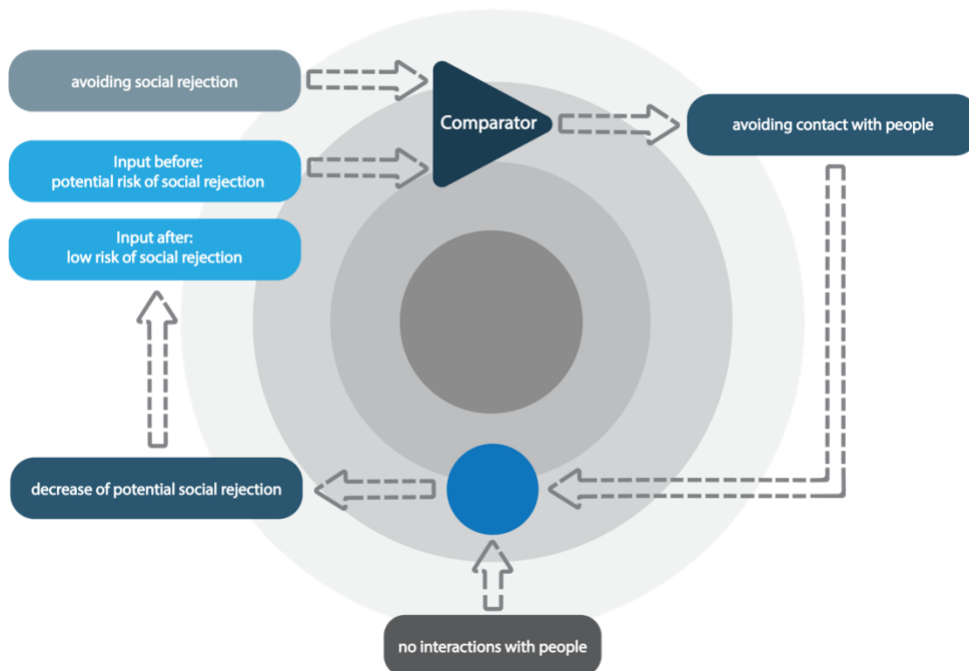 avoiding social rejection
Comparator
avoiding contact with people
Input before:
potential risk of social rejection
Input after:
low risk of social rejection
decrease of potential social rejection
no interactions with people